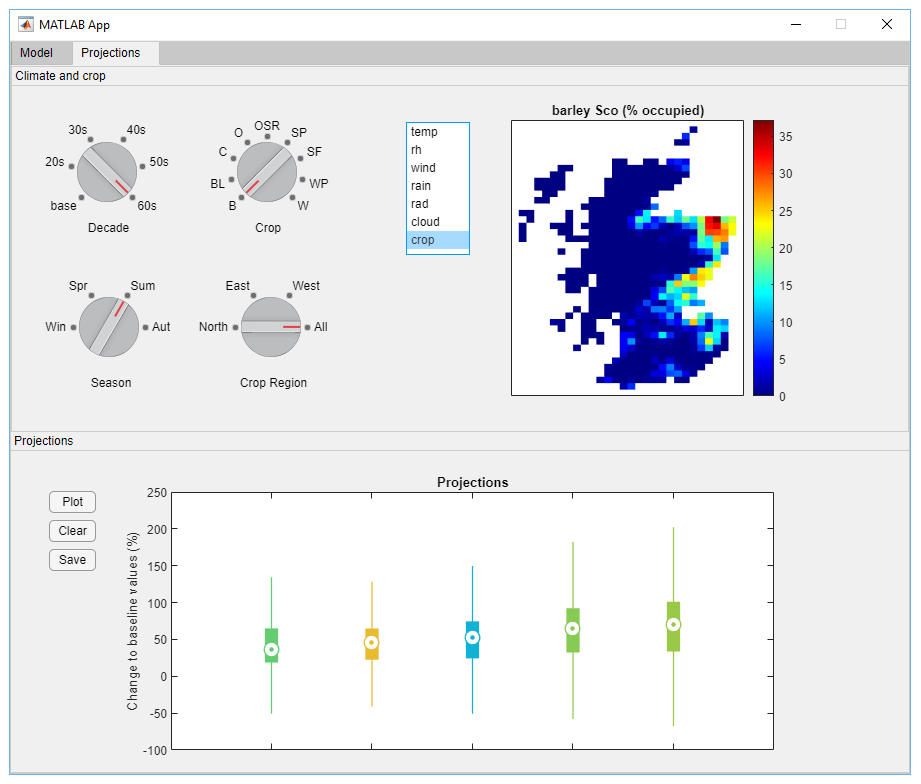 MATLAB App
Model Projections
Climate and crop
30s 40s
20s 50s
base 60s
Decade
O OSR SP
C SF
BL WP
B W
Crop
Spr Sum
Win Aut
Season
East West
North All
Crop Region
temp
rh
wind
rain
rad
cloud
crop
barley Sco (% occupied)
35
30
25
20
15
10
5
0
Projections
Plot
Clear
Save
Projections
Change to baseline values (%)
250
200
150
100
50
0
-50
-100